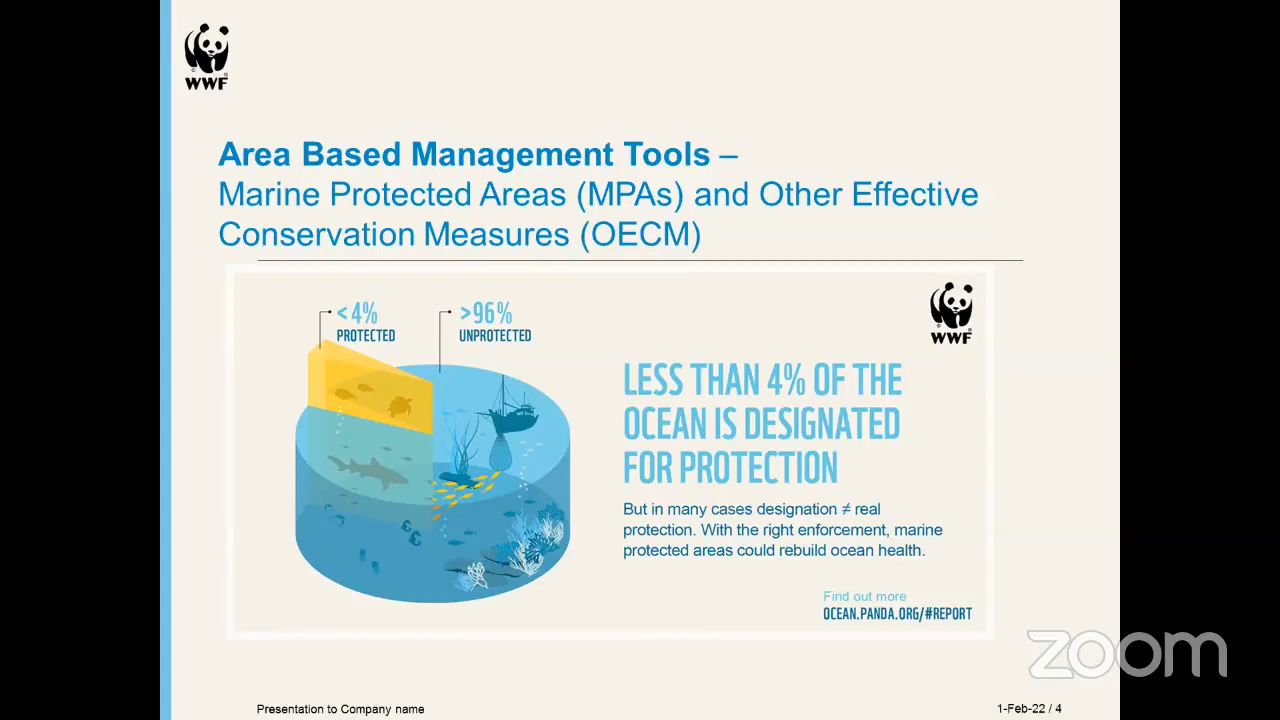 WWF
Area Based Management Tools –
Marine Protected Areas (MPAs) and Other Effective
Conservation Measures (OECM)
<4%
PROTECTED
>96%
UNPROTECTED
WWF
LESS THAN 4% OF THE
OCEAN IS DESIGNATED
FOR PROTECTION
But in many cases designation ≠ real
protection. With the right enforcement, marine
protected areas could rebuild ocean health.
Find out more
OCEAN.PANDA.ORG/#REPORT
zoom
Presentation to Company name
1-Feb-22 / 4